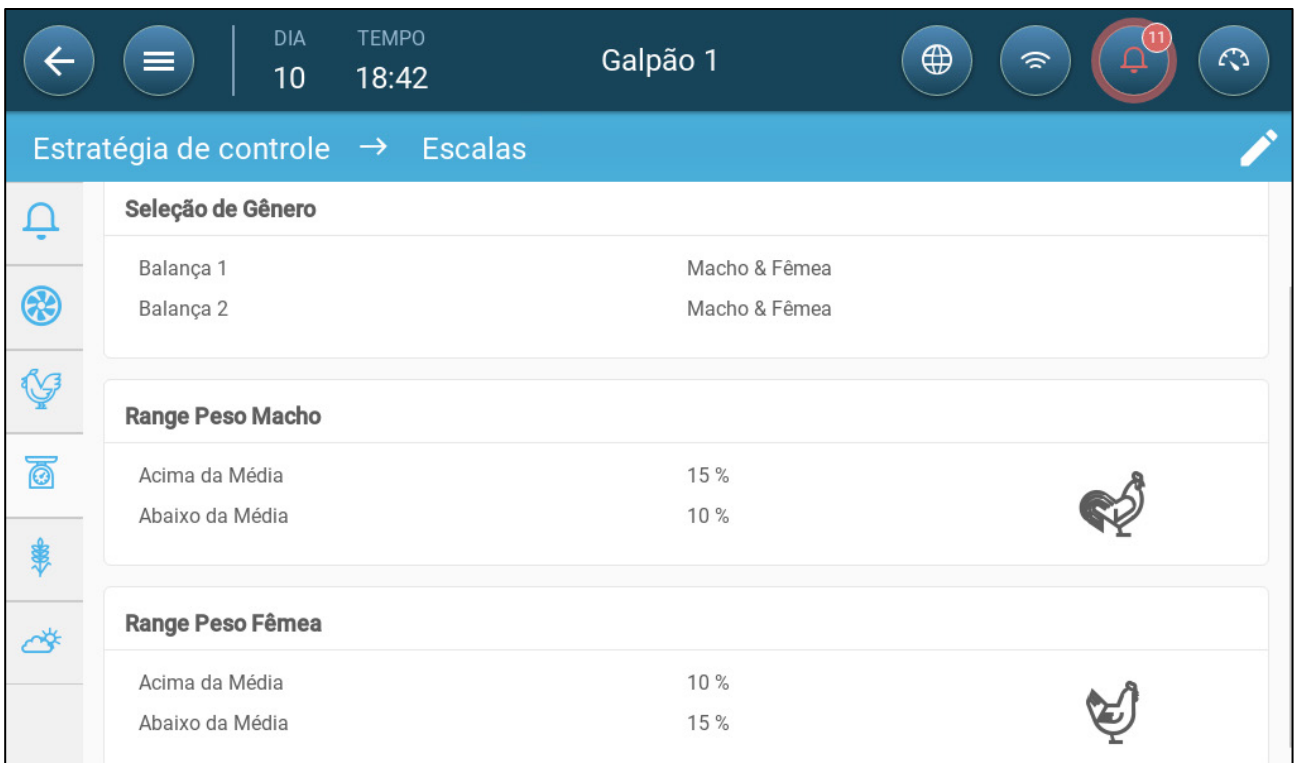 DIA
10
TEMPO
18:42
Galpão 1
11
Estratégia de controle → Escalas
Seleção de Gênero
Balança 1 Macho & Fêmea
Balança 2 Macho & Fêmea
Range Peso Macho
Acima da Média 15 %
Abaixo da Média 10 %
Range Peso Fêmea
Acima da Média 10 %
Abaixo da Média 15 %